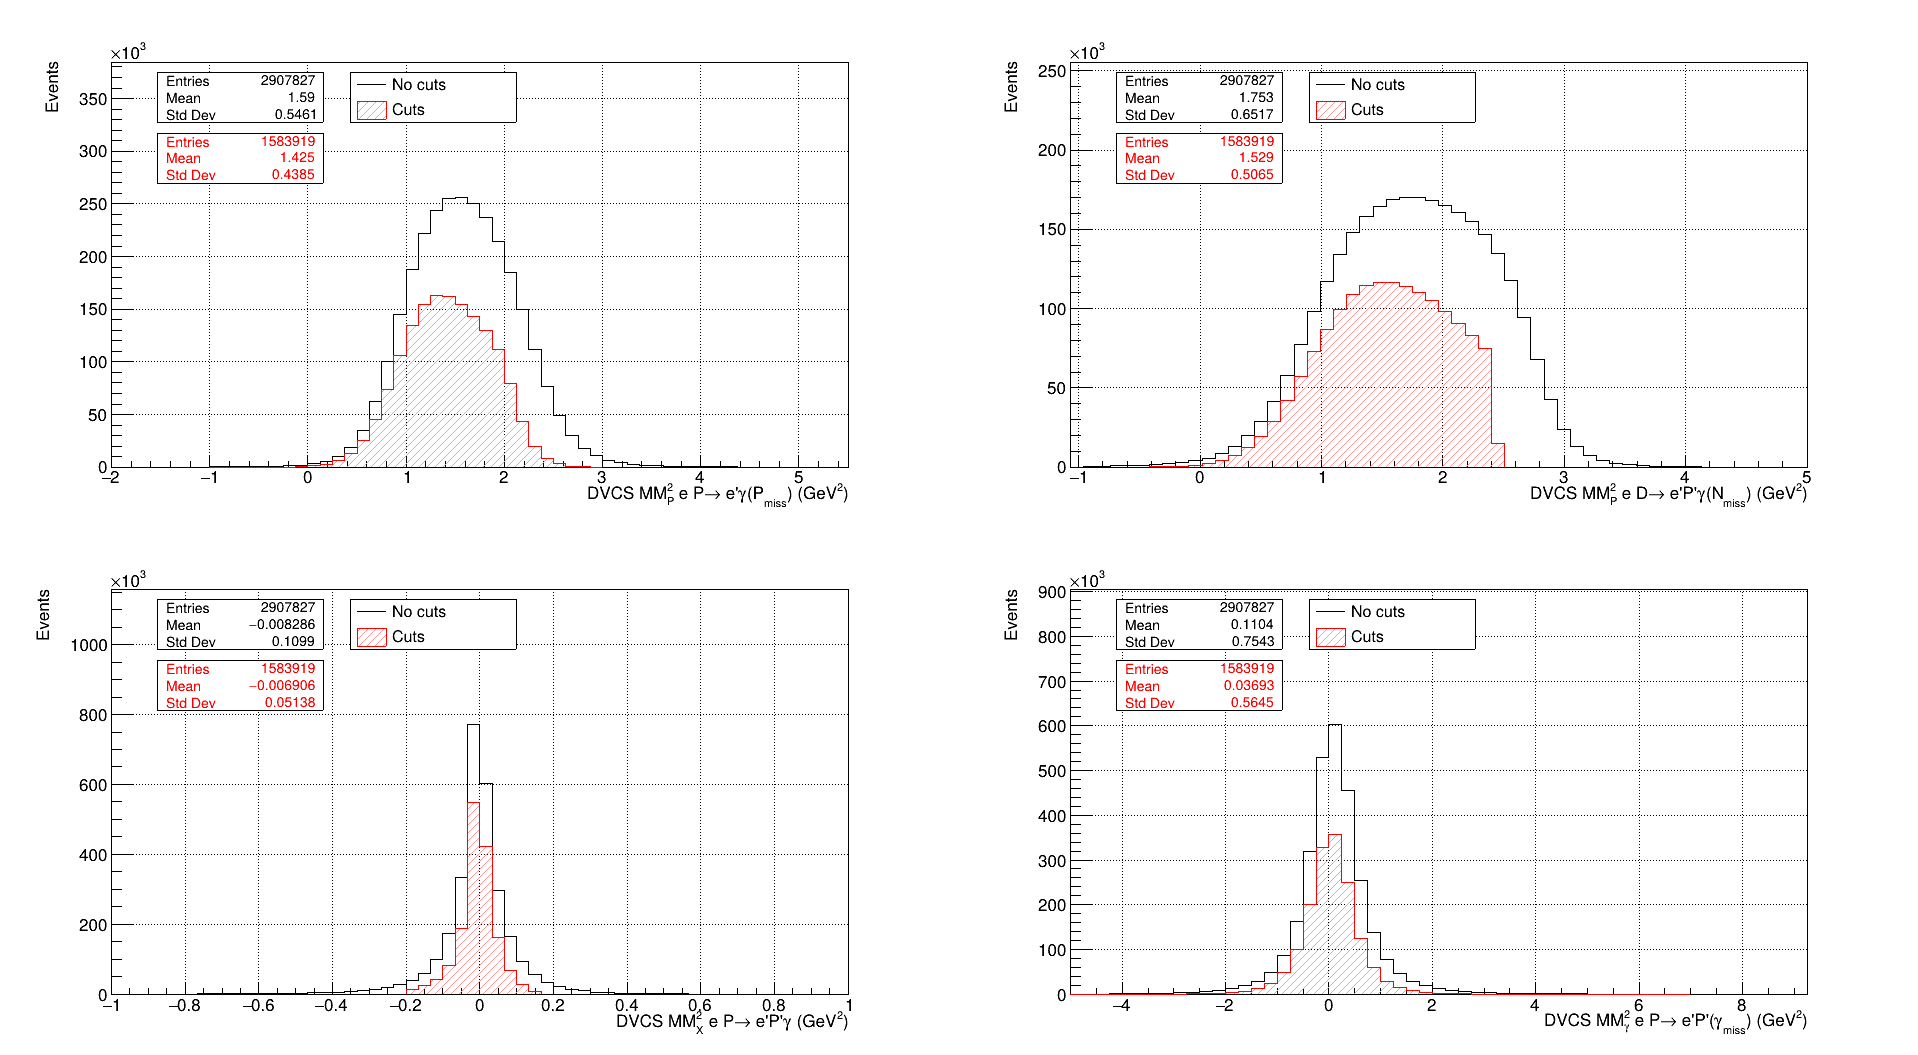 ×10³
Events
Entries 2907827
Mean 1.59
Std Dev 0.5461
Entries 1583919
Mean 1.425
Std Dev 0.4385
No cuts
Cuts
350
300
250
200
150
100
50
0
−2 −1 0 1 2 3 4 5
DVCS MM²_P e P→ e'γ(P_miss) (GeV²)
×10³
Events
Entries 2907827
Mean 1.753
Std Dev 0.6517
Entries 1583919
Mean 1.529
Std Dev 0.5065
No cuts
Cuts
250
200
150
100
50
0
−1 0 1 2 3 4 5
DVCS MM²_P e D→ e'P'γ(N_miss) (GeV²)
×10³
Events
Entries 2907827
Mean −0.008286
Std Dev 0.1099
Entries 1583919
Mean −0.006906
Std Dev 0.05138
No cuts
Cuts
1000
800
600
400
200
0
−1 −0.8 −0.6 −0.4 −0.2 0 0.2 0.4 0.6 0.8 1
DVCS MM²_X e P→ e'P'γ (GeV²)
×10³
Events
Entries 2907827
Mean 0.1104
Std Dev 0.7543
Entries 1583919
Mean 0.03693
Std Dev 0.5645
No cuts
Cuts
900
800
700
600
500
400
300
200
100
0
−4 −2 0 2 4 6 8
DVCS MM²_γ e P→ e'P'(γ_miss) (GeV²)